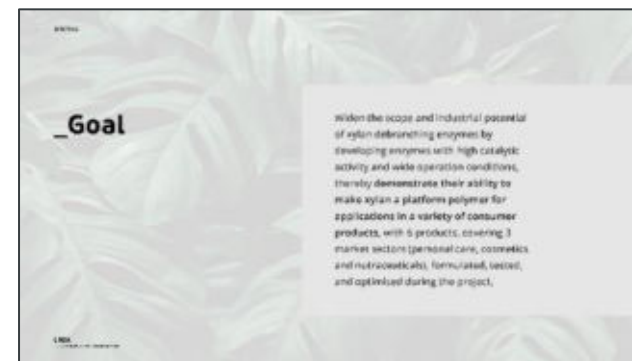 _Goal
Widen the scope and industrial potential
of xylan debranching enzymes by
developing enzymes with high catalytic
activity and wide operation conditions,
thereby demonstrate their ability to
make xylan a platform polymer for
applications in a variety of consumer
products, with 6 products, covering 3
market sectors (personal care, cosmetics
and nutraceuticals), formulated, tested,
and optimised during the project.